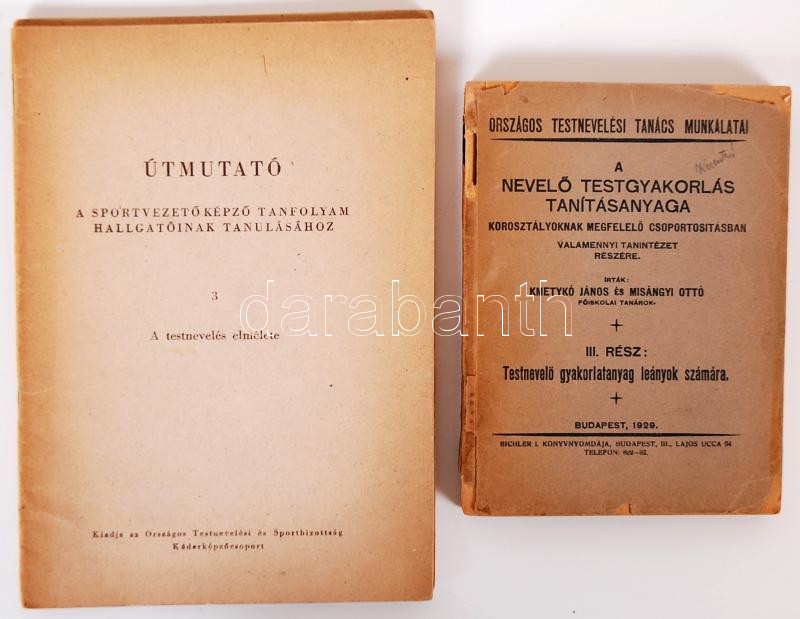 ÚTMUTATÓ
A SPORTVEZETŐKÉPZŐ TANFOLYAM
HALLGATÓINAK TANULÁSÁHOZ
3
A testnevelés elmélete
Kiadja az Országos Testnevelési és Sportbizottság
Káderképzőcsoport
ORSZÁGOS TESTNEVELÉSI TANÁCS MUNKÁLATAI
A
NEVELŐ TESTGYAKORLÁS
TANÍTÁSANYAGA
KOROSZTÁLYOKNAK MEGFELELŐ CSOPORTOSITÁSBAN
VALAMENNYI TANINTÉZET
RÉSZÉRE.
IRTÁK:
KMETYKÓ JÁNOS ÉS MISÁNGYI OTTÓ
FŐISKOLAI TANÁROK.
III. RÉSZ:
Testnevelő gyakorlatanyag leányok számára.
BUDAPEST, 1929.
BICHLER I. KÖNYVNYOMDÁJA, BUDAPEST, III., LAJOS UCCA 94
TELEFON:
darabanth